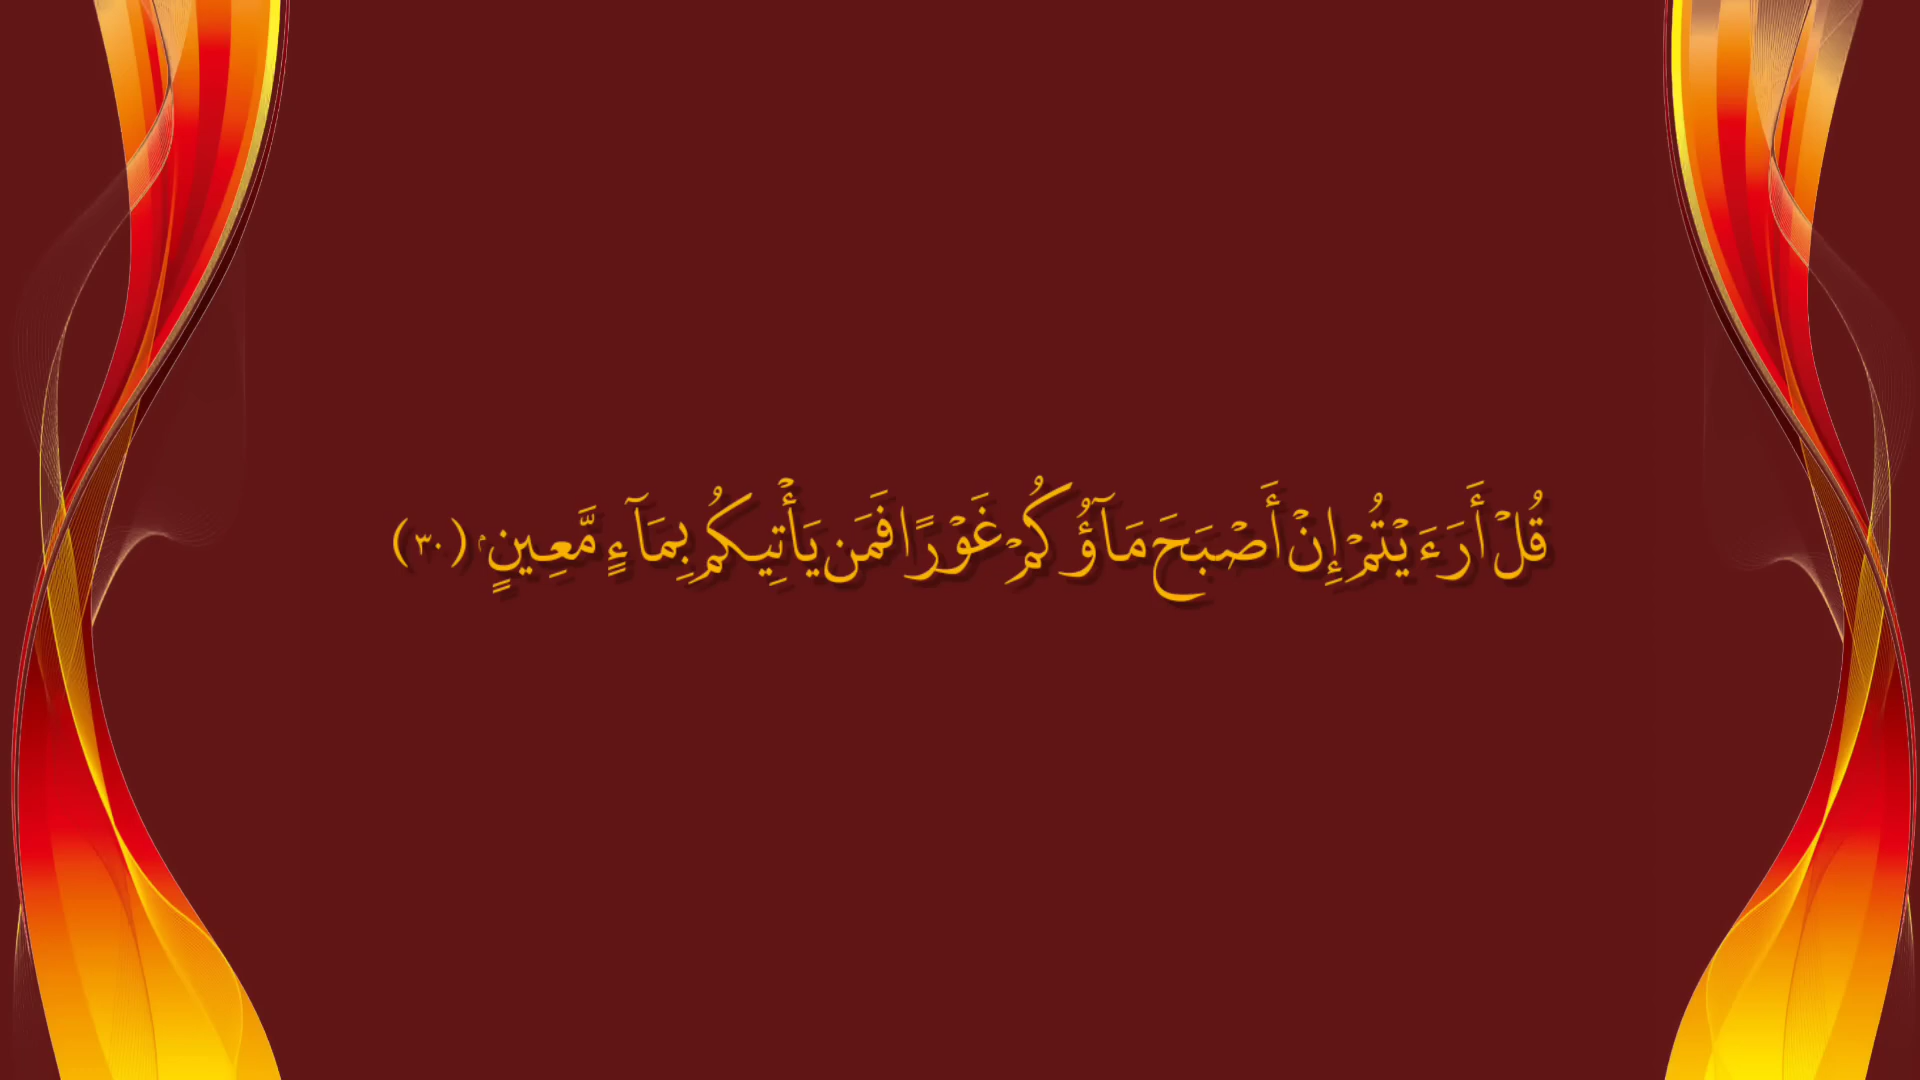 قُلۡ أَرَءَيۡتُمۡ إِنۡ أَصۡبَحَ مَآؤُكُمۡ غَوۡرًا فَمَن يَأۡتِيكُم بِمَآءٍ مَّعِينِۭ (٣٠)